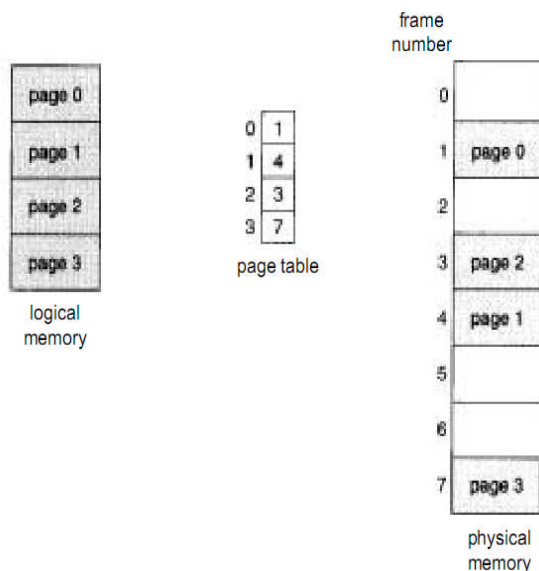 page 0
page 1
page 2
page 3
logical
memory
0 1
1 4
2 3
3 7
page table
frame
number
0
1 page 0
2
3 page 2
4 page 1
5
6
7 page 3
physical
memory